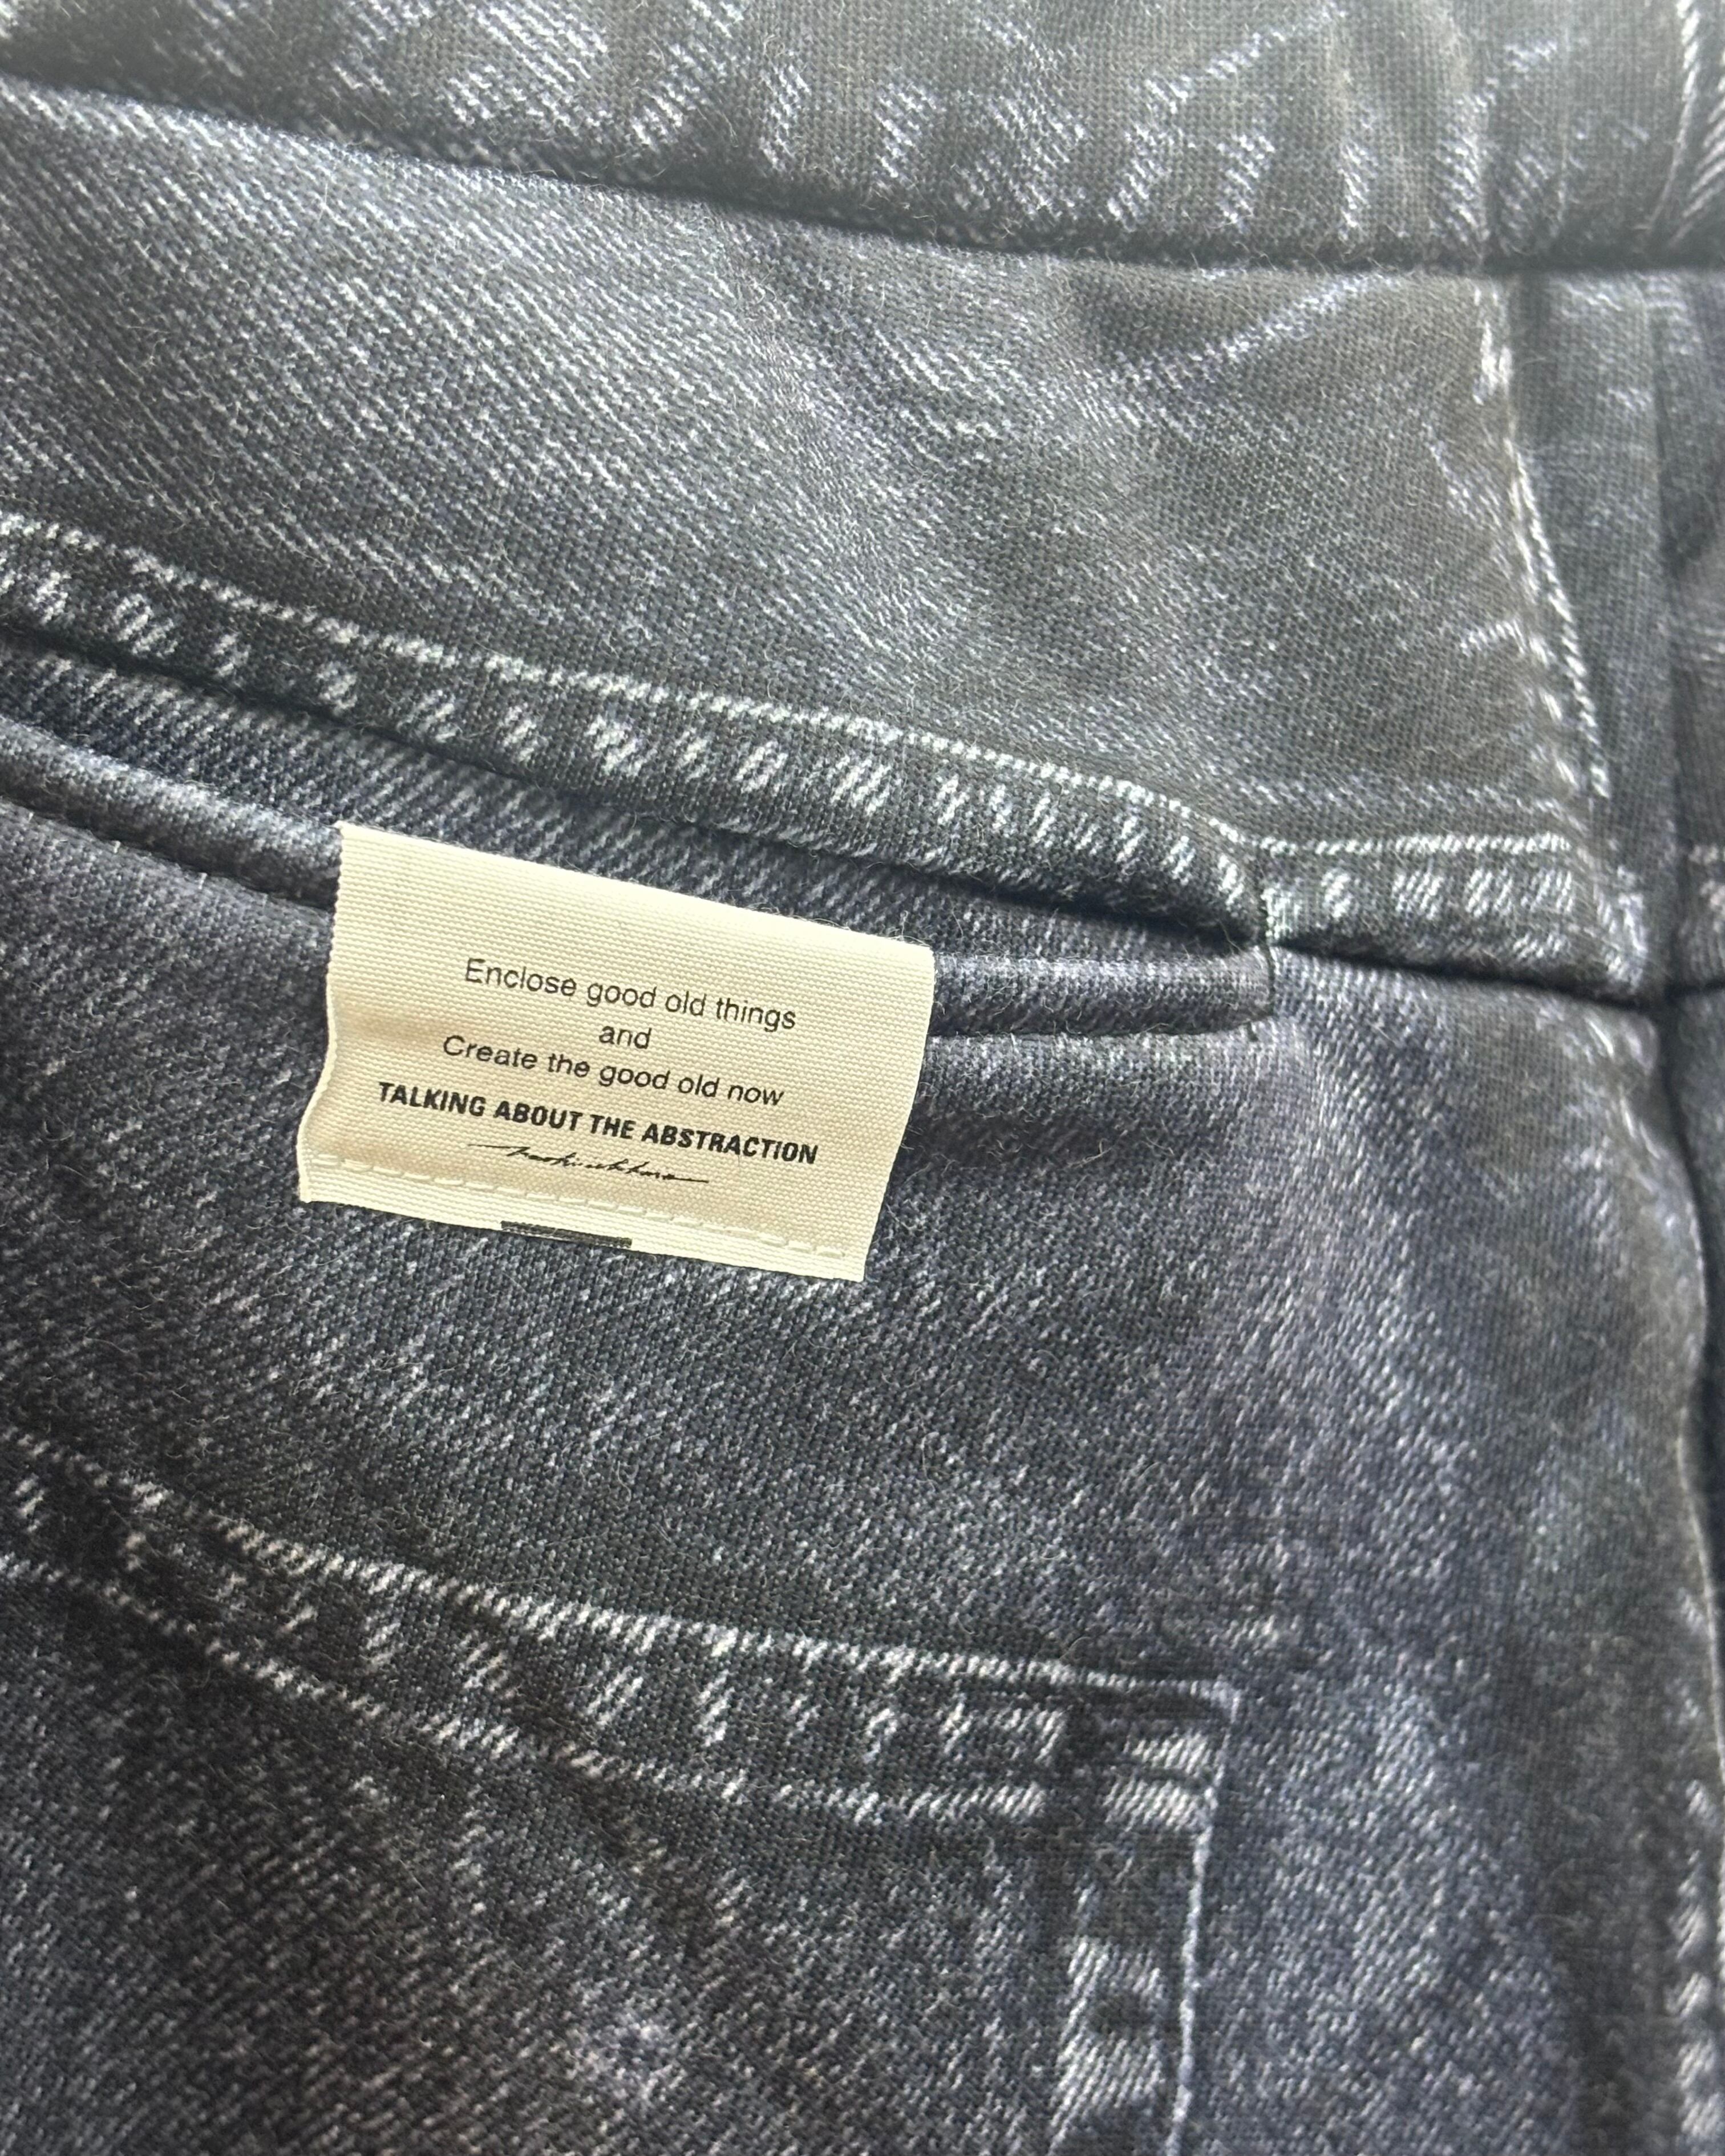 Enclose good old things
and
Create the good old now
TALKING ABOUT THE ABSTRACTION